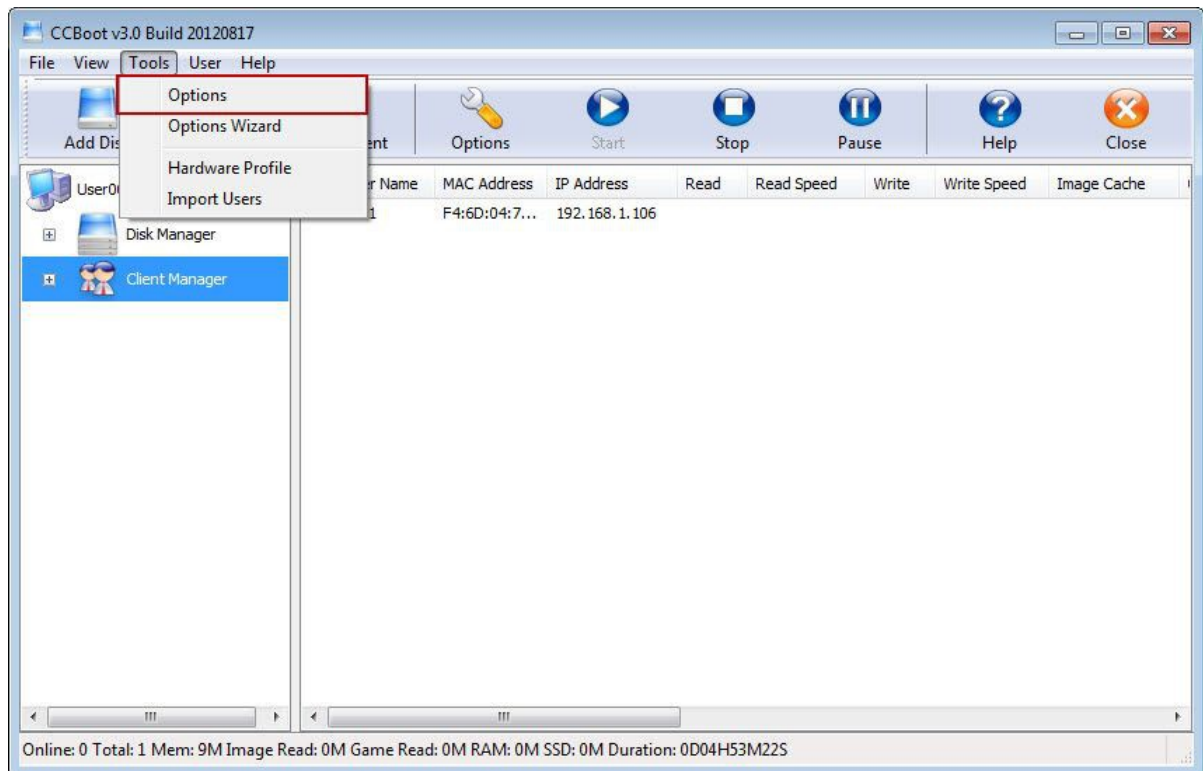 CCBoot v3.0 Build 20120817
File View Tools User Help
Options
Options Wizard
Hardware Profile
Import Users
Add Dis ent Options Start Stop Pause Help Close
User0 er Name MAC Address IP Address Read Read Speed Write Write Speed Image Cache
1 F4:6D:04:7... 192.168.1.106
Disk Manager
Client Manager
Online: 0 Total: 1 Mem: 9M Image Read: 0M Game Read: 0M RAM: 0M SSD: 0M Duration: 0D04H53M22S